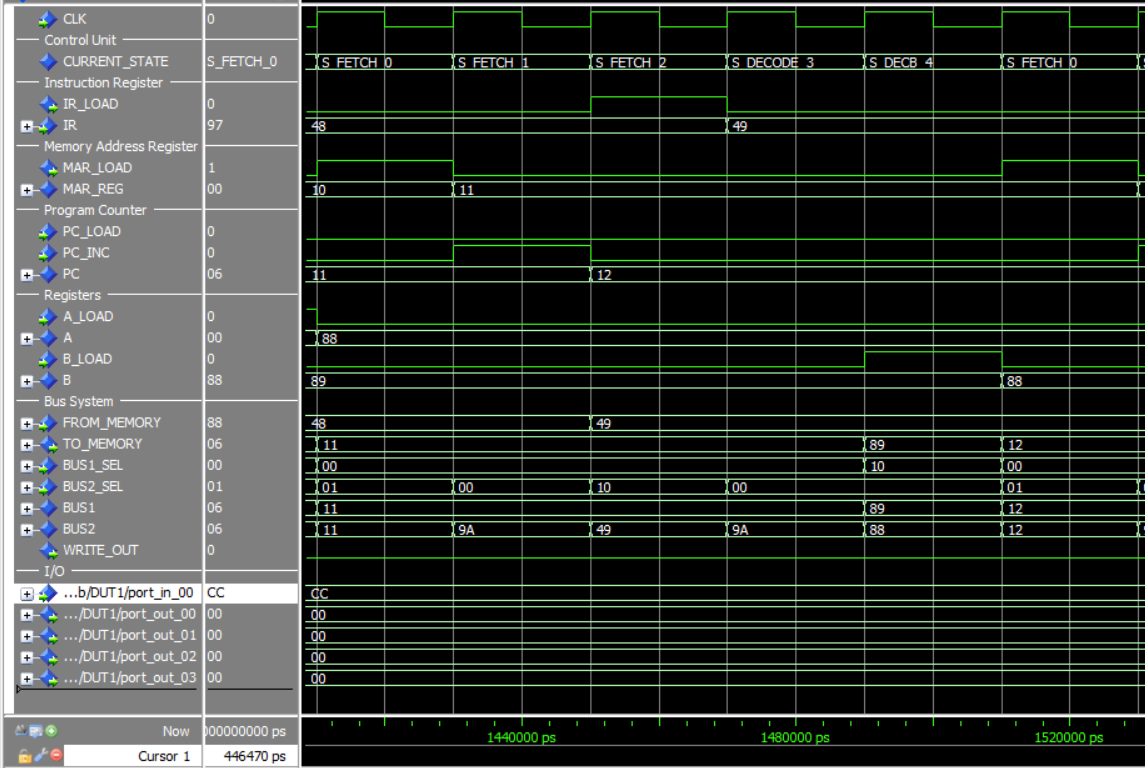 CLK 0
Control Unit
CURRENT_STATE S_FETCH_0 S_FETCH_0 S_FETCH_1 S_FETCH_2 S_DECODE_3 S_DECB_4 S_FETCH_0
Instruction Register
IR_LOAD 0
IR 97 48 49
Memory Address Register
MAR_LOAD 1
MAR_REG 00 10 11
Program Counter
PC_LOAD 0
PC_INC 0
PC 06 11 12
Registers
A_LOAD 0
A 00 88
B_LOAD 0
B 88 89 88
Bus System
FROM_MEMORY 88 48 49
TO_MEMORY 06 11 89 12
BUS1_SEL 00 00 10 00
BUS2_SEL 01 01 00 10 00 01
BUS1 06 11 89 12
BUS2 06 11 9A 49 9A 88 12
WRITE_OUT 0
I/O
...b/DUT1/port_in_00 CC CC
.../DUT1/port_out_00 00 00
.../DUT1/port_out_01 00 00
.../DUT1/port_out_02 00 00
.../DUT1/port_out_03 00 00
Now 000000000 ps 1440000 ps 1480000 ps 1520000 ps
Cursor 1 446470 ps